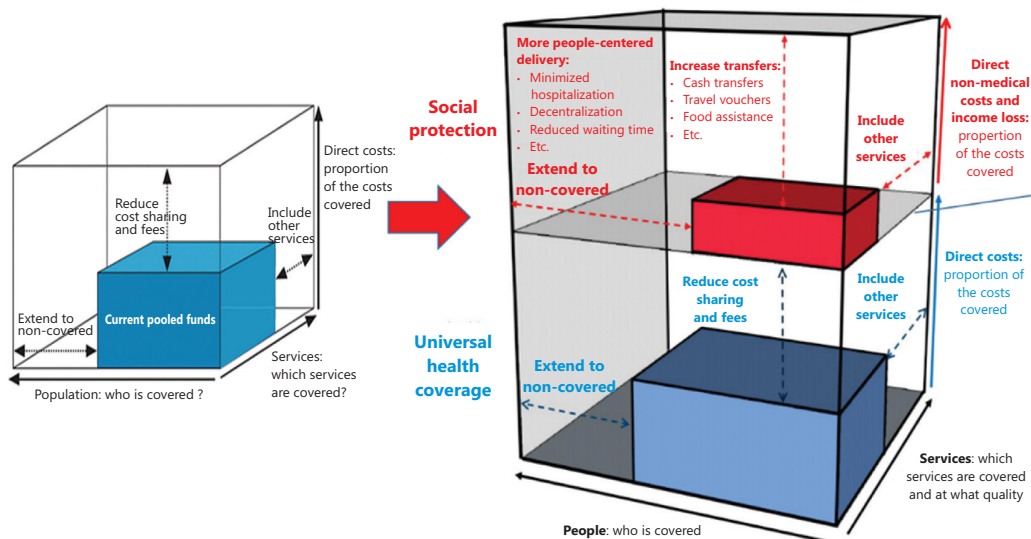 Direct costs:
proportion
of the costs
covered
Reduce
cost sharing
and fees
Include
other
services
Current pooled funds
Extend to
non-covered
Services:
which services
are covered?
Population: who is covered ?
Social
protection
Universal
health
coverage
More people-centered
delivery:
· Minimized
hospitalization
· Decentralization
· Reduced waiting time
· Etc.
Increase transfers:
· Cash transfers
· Travel vouchers
· Food assistance
· Etc.
Extend to
non-covered
Include
other
services
Direct
non-medical
costs and
income loss:
propertion
of the costs
covered
Reduce cost
sharing
and fees
Include
other
services
Direct costs:
proportion of
the costs
covered
Extend to
non-covered
Services: which
services are covered
and at what quality
People: who is covered